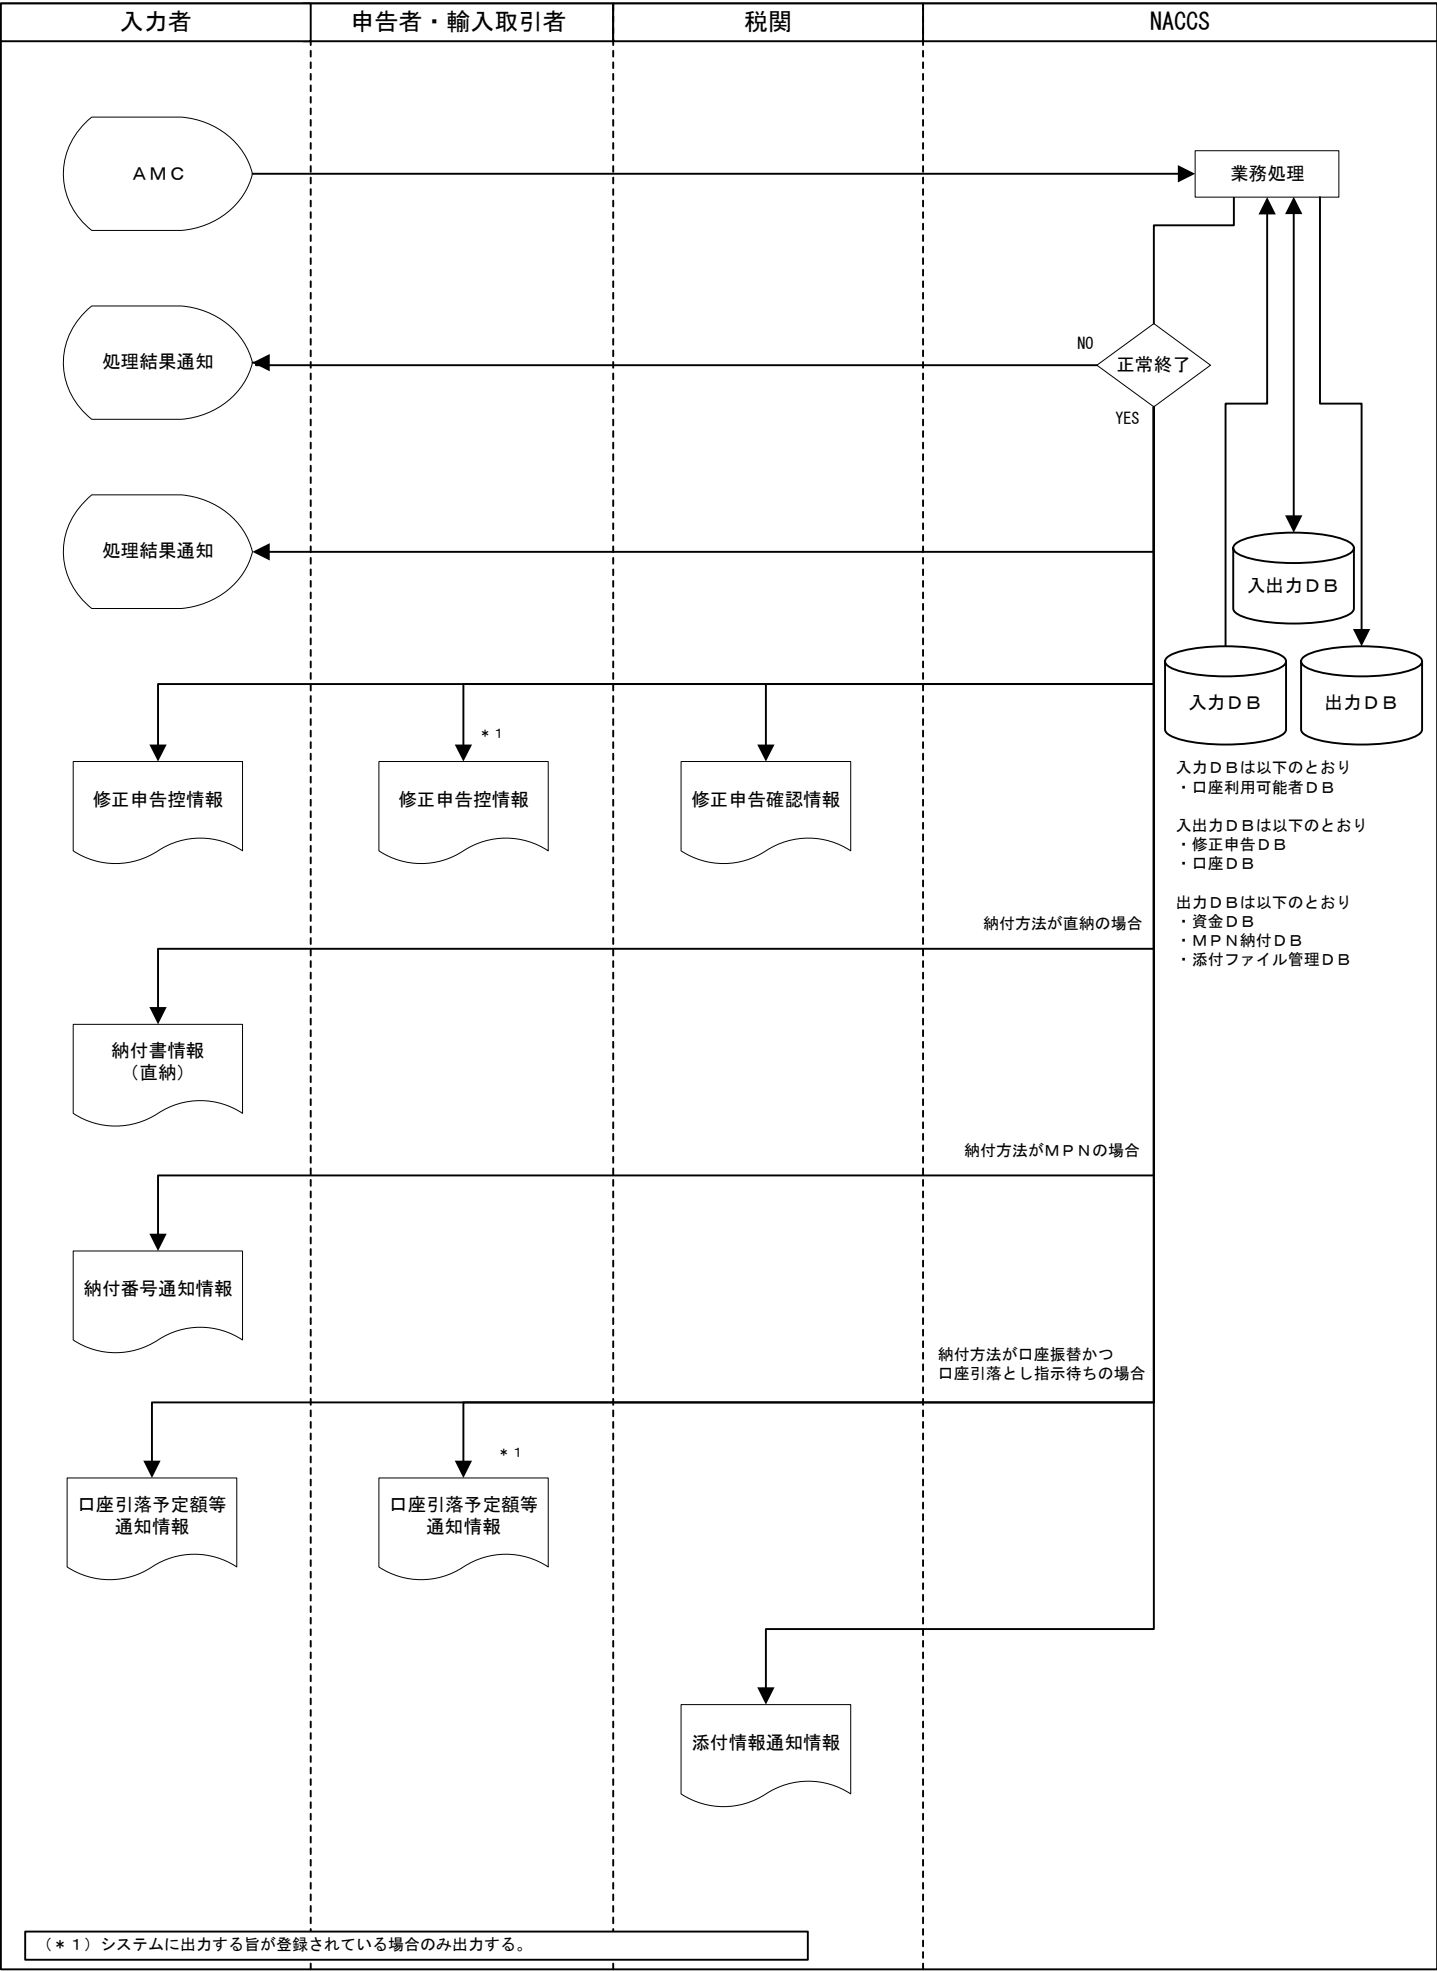 入力者
申告者・輸入取引者
税関
NACCS
ＡＭＣ
業務処理
処理結果通知
NO
正常終了
YES
処理結果通知
入出力ＤＢ
入力ＤＢ
出力ＤＢ
＊１
修正申告控情報
修正申告控情報
修正申告確認情報
入力ＤＢは以下のとおり
・口座利用可能者ＤＢ
入出力ＤＢは以下のとおり
・修正申告ＤＢ
・口座ＤＢ
出力ＤＢは以下のとおり
・資金ＤＢ
・ＭＰＮ納付ＤＢ
・添付ファイル管理ＤＢ
納付方法が直納の場合
納付書情報
（直納）
納付方法がＭＰＮの場合
納付番号通知情報
納付方法が口座振替かつ
口座引落とし指示待ちの場合
＊１
口座引落予定額等
通知情報
口座引落予定額等
通知情報
添付情報通知情報
（＊１）システムに出力する旨が登録されている場合のみ出力する。